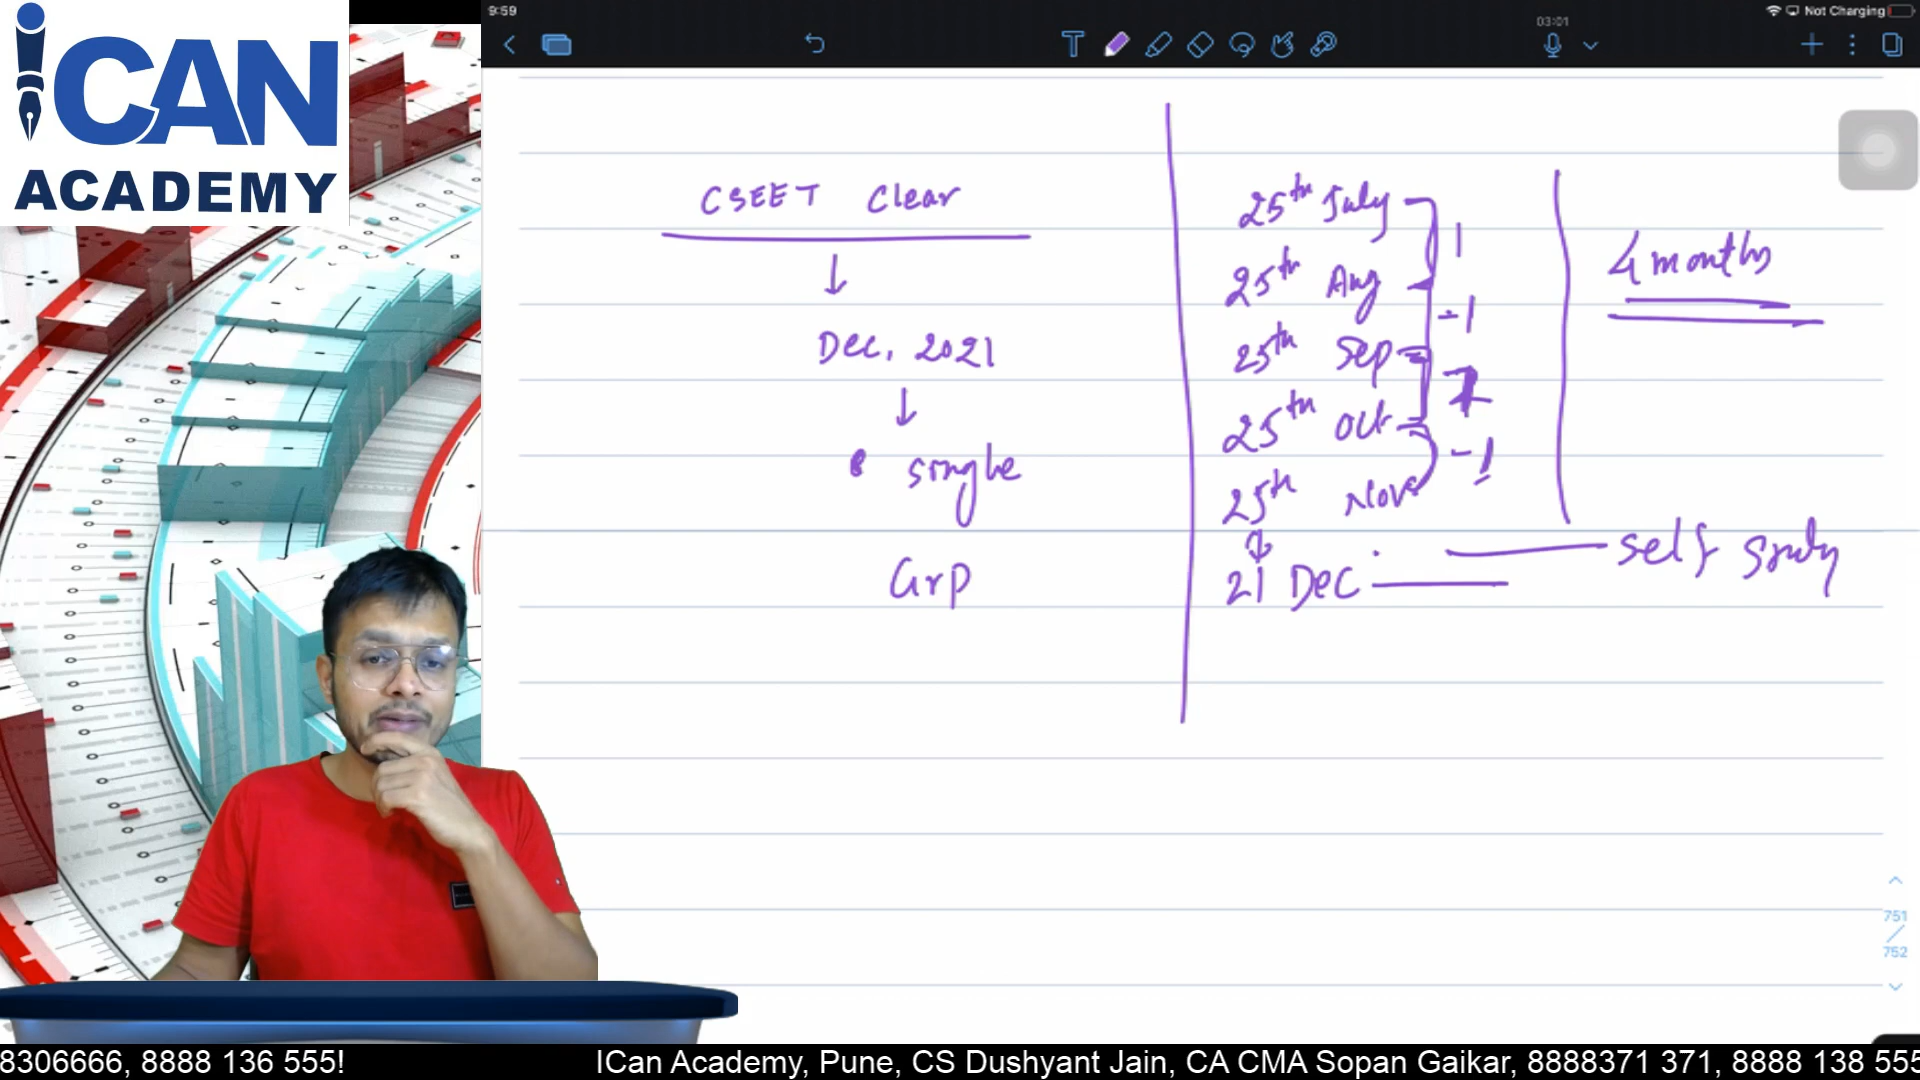 iCAN
ACADEMY
9:59
Not Charging
03:01
CSEET Clear
Dec. 2021
single
Grp
25th July
25th Aug
25th Sep
25th Oct
25th Nov
21 Dec
1
-1
1
-1
4 months
self study
751
752
8306666, 8888 136 555!
ICan Academy, Pune, CS Dushyant Jain, CA CMA Sopan Gaikar, 8888371 371, 8888 138 555